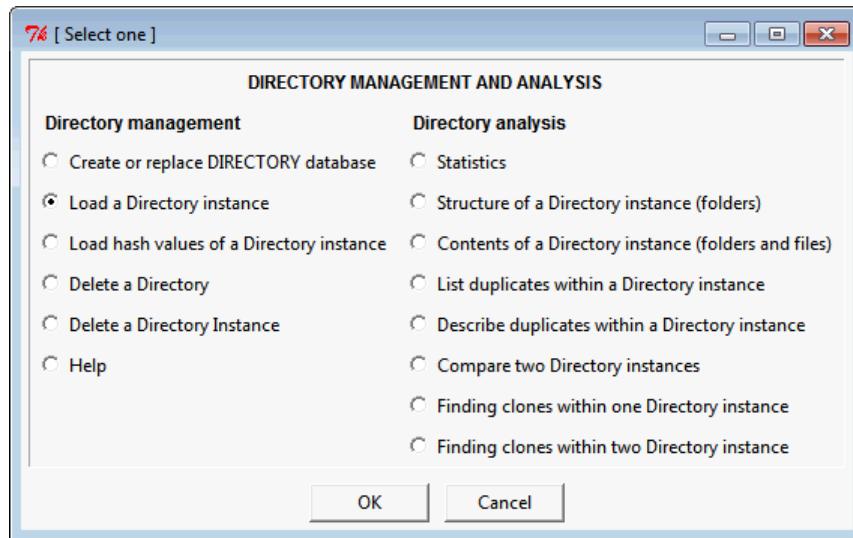 [ Select one ]
DIRECTORY MANAGEMENT AND ANALYSIS
Directory management
Create or replace DIRECTORY database
Load a Directory instance
Load hash values of a Directory instance
Delete a Directory
Delete a Directory Instance
Help
Directory analysis
Statistics
Structure of a Directory instance (folders)
Contents of a Directory instance (folders and files)
List duplicates within a Directory instance
Describe duplicates within a Directory instance
Compare two Directory instances
Finding clones within one Directory instance
Finding clones within two Directory instance
OK
Cancel